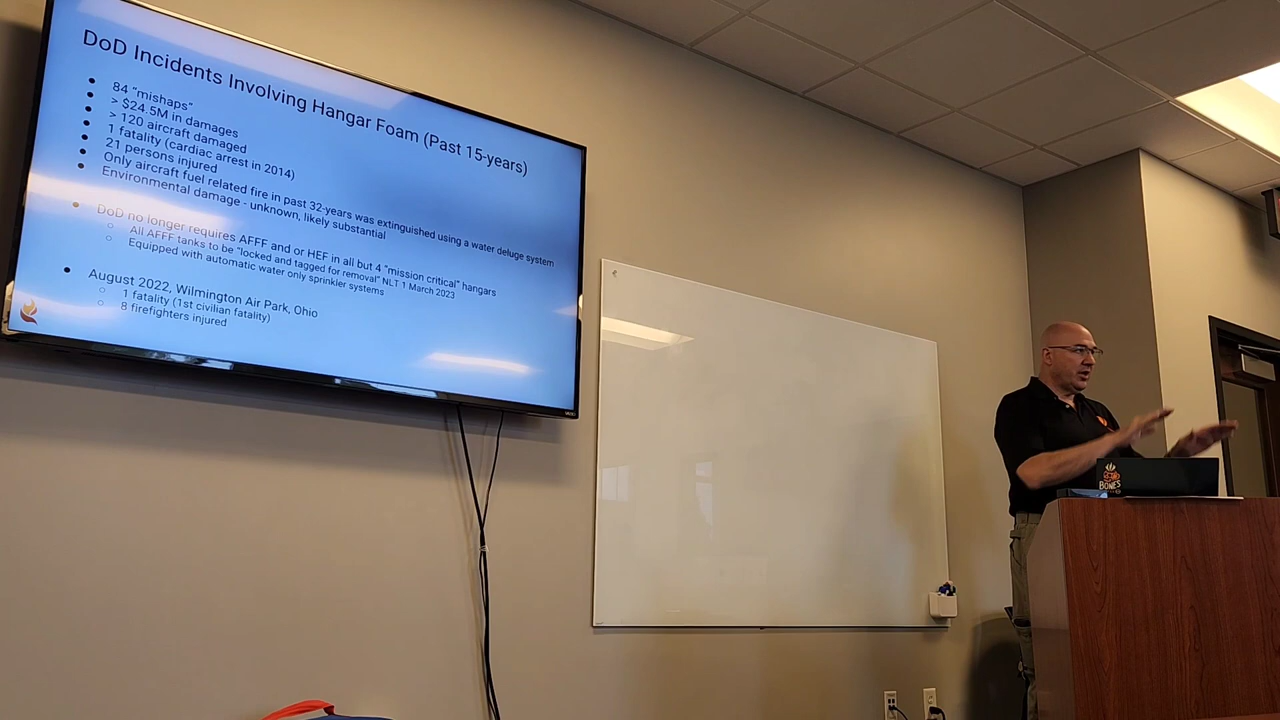 DoD Incidents Involving Hangar Foam (Past 15-years)
84 "mishaps"
> $24.5M in damages
> 120 aircraft damaged
1 fatality (cardiac arrest in 2014)
21 persons injured
Only aircraft fuel related fire in past 32-years was extinguished using a water deluge system
Environmental damage - unknown, likely substantial
DoD no longer requires AFFF and or HEF in all but 4 "mission critical" hangars
All AFFF tanks to be "locked and tagged for removal" NLT 1 March 2023
Equipped with automatic water only sprinkler systems
August 2022, Wilmington Air Park, Ohio
1 fatality (1st civilian fatality)
8 firefighters injured
VIZIO
BONES